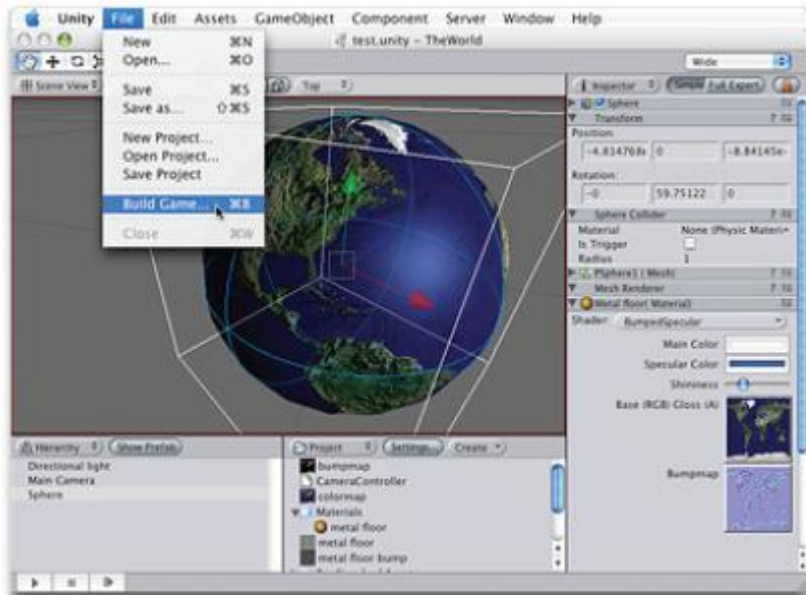 Unity File Edit Assets GameObject Component Server Window Help
test.unity – TheWorld
New ⌘N
Open... ⌘O
Save ⌘S
Save as... ⇧⌘S
New Project...
Open Project...
Save Project
Build Game... ⌘B
Close ⌘W
Wide
Scene View
Top
Inspector
Simple Full Expert
Sphere
Transform
Position
-4.814768e 0 -8.84145e-
Rotation:
-0 59.75122 0
Sphere Collider
Material None (Physic Materi
Is Trigger
Radius 1
PSphere1 (Mesh)
Mesh Renderer
Metal floor (Material)
Shader: BumpedSpecular
Main Color
Specular Color
Shininess
Base (RGB) Gloss (A)
Bumpmap
Hierarchy Show Prefab
Directional light
Main Camera
Sphere
Project Settings... Create
bumpmap
CameraController
colormap
Materials
metal floor
metal floor
metal floor bump